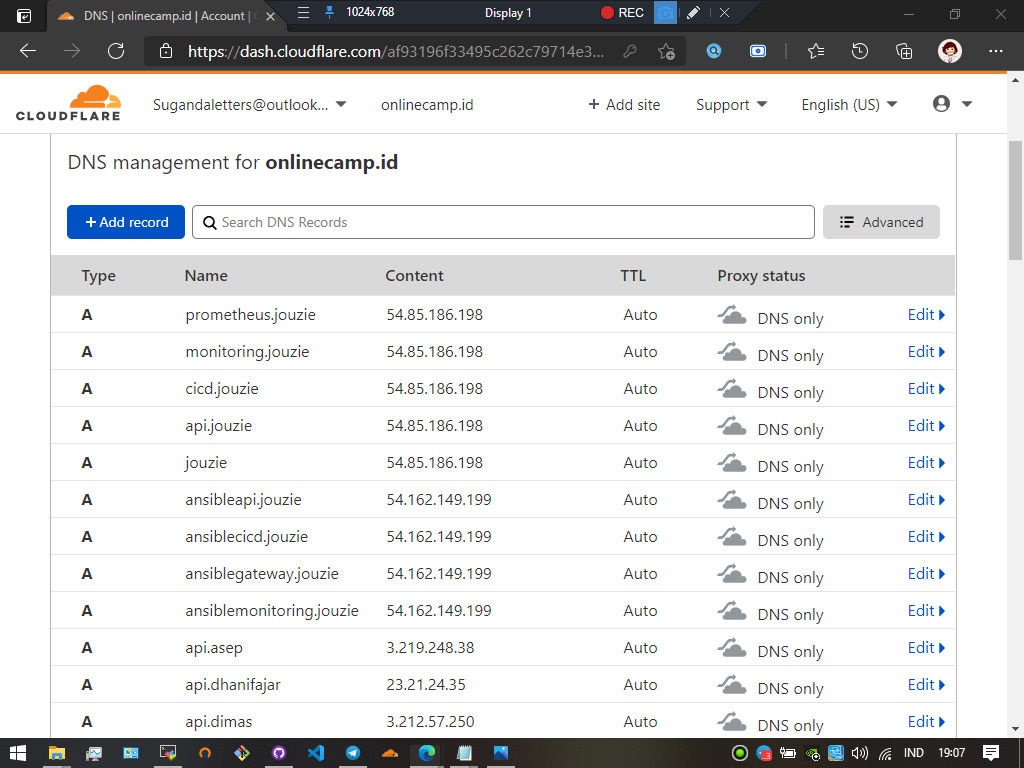 DNS | onlinecamp.id | Account |
1024x768
Display 1
REC
https://dash.cloudflare.com/af93196f33495c262c79714e3...
CLOUDFLARE
Sugandaletters@outlook...
onlinecamp.id
+ Add site
Support
English (US)
DNS management for onlinecamp.id
+ Add record
Search DNS Records
Advanced
Type Name Content TTL Proxy status
A prometheus.jouzie 54.85.186.198 Auto DNS only Edit
A monitoring.jouzie 54.85.186.198 Auto DNS only Edit
A cicd.jouzie 54.85.186.198 Auto DNS only Edit
A api.jouzie 54.85.186.198 Auto DNS only Edit
A jouzie 54.85.186.198 Auto DNS only Edit
A ansibleapi.jouzie 54.162.149.199 Auto DNS only Edit
A ansiblecicd.jouzie 54.162.149.199 Auto DNS only Edit
A ansiblegateway.jouzie 54.162.149.199 Auto DNS only Edit
A ansiblemonitoring.jouzie 54.162.149.199 Auto DNS only Edit
A api.asep 3.219.248.38 Auto DNS only Edit
A api.dhanifajar 23.21.24.35 Auto DNS only Edit
A api.dimas 3.212.57.250 Auto DNS only Edit
IND 19:07